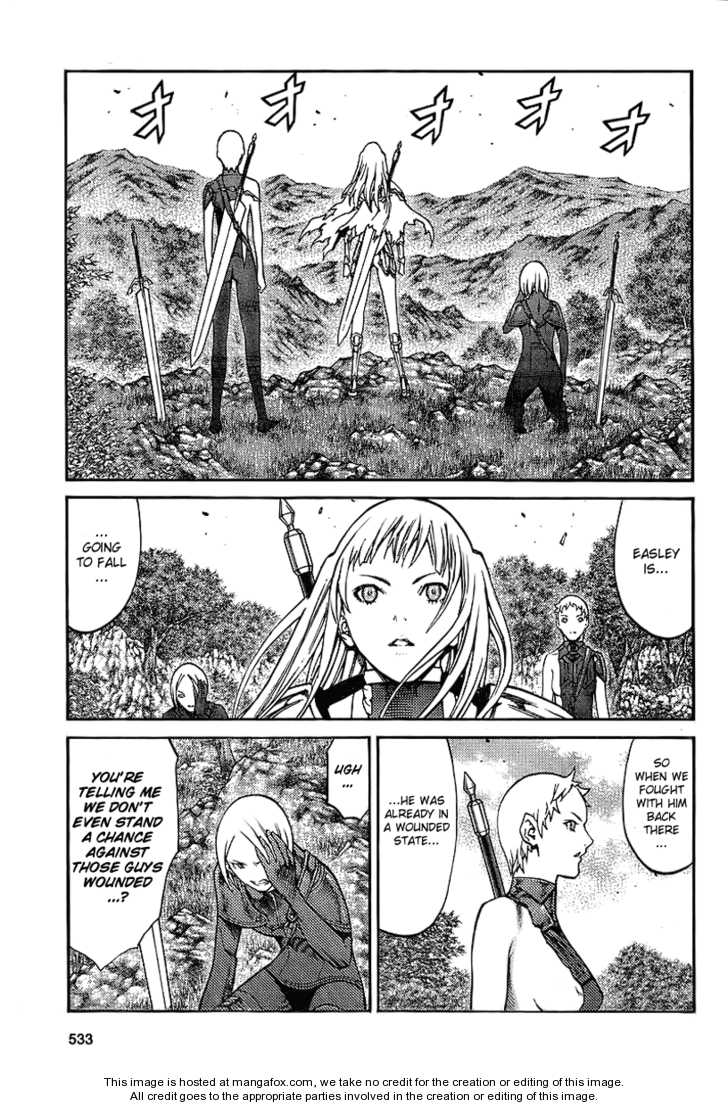 オ オ オ オ オ
EASLEY
IS...
...
GOING
TO FALL
...
SO
WHEN WE
FOUGHT
WITH HIM
BACK
THERE
...
...HE WAS
ALREADY IN
A WOUNDED
STATE...
UGH
...
YOU'RE
TELLING ME
WE DON'T
EVEN STAND
A CHANCE
AGAINST
THOSE GUYS
WOUNDED
...?
533
This image is hosted at mangafox.com, we take no credit for the creation or editing of this image.
All credit goes to the appropriate parties involved in the creation or editing of this image.